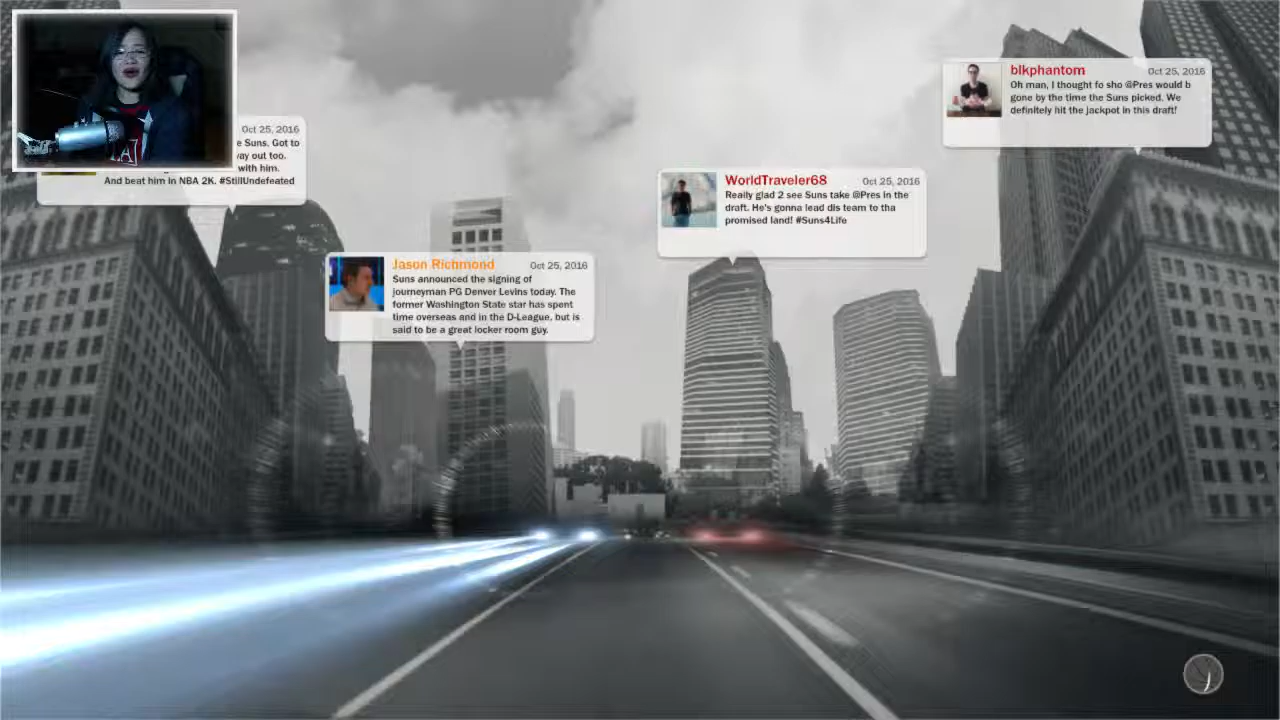 Oct 25, 2016
e Suns. Got to
way out too.
with him.
And beat him in NBA 2K. #StillUndefeated
Jason Richmond Oct 25, 2016
Suns announced the signing of
journeyman PG Denver Levins today. The
former Washington State star has spent
time overseas and in the D-League, but is
said to be a great locker room guy.
WorldTraveler68 Oct 25, 2016
Really glad 2 see Suns take @Pres in the
draft. He's gonna lead dis team to tha
promised land! #Suns4Life
blkphantom Oct 25, 2016
Oh man, I thought fo sho @Pres would b
gone by the time the Suns picked. We
definitely hit the jackpot in this draft!